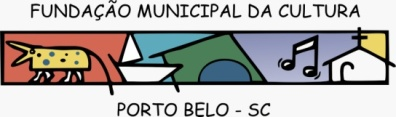 FUNDAÇÃO MUNICIPAL DA CULTURA
PORTO BELO - SC